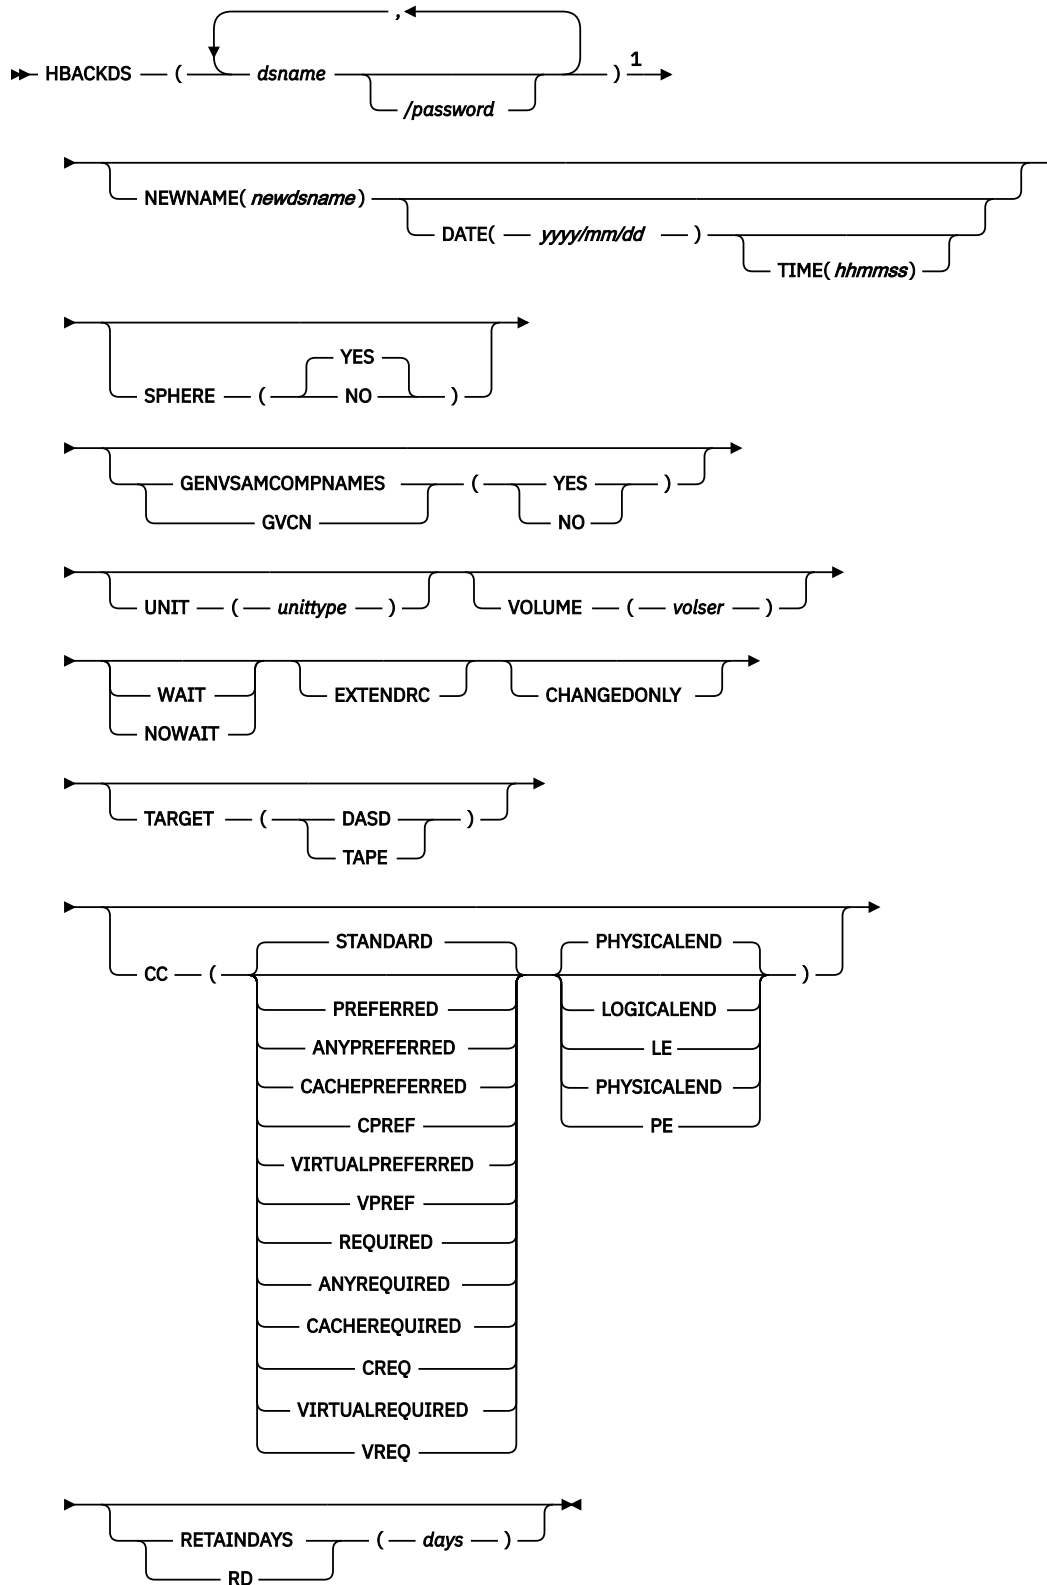 ,
HBACKDS ( dsname ) 1
/password
NEWNAME( newdsname )
DATE( yyyy/mm/dd )
TIME( hhmmss )
YES
SPHERE ( NO )
GENVSAMCOMPNAMES ( YES )
GVCN NO
UNIT ( unittype ) VOLUME ( volser )
WAIT EXTENDRC CHANGEDONLY
NOWAIT
TARGET ( DASD )
TAPE
STANDARD PHYSICALEND
CC ( )
PREFERRED LOGICALEND
ANYPREFERRED LE
CACHEPREFERRED PHYSICALEND
CPREF PE
VIRTUALPREFERRED
VPREF
REQUIRED
ANYREQUIRED
CACHEREQUIRED
CREQ
VIRTUALREQUIRED
VREQ
RETAINDAYS ( days )
RD